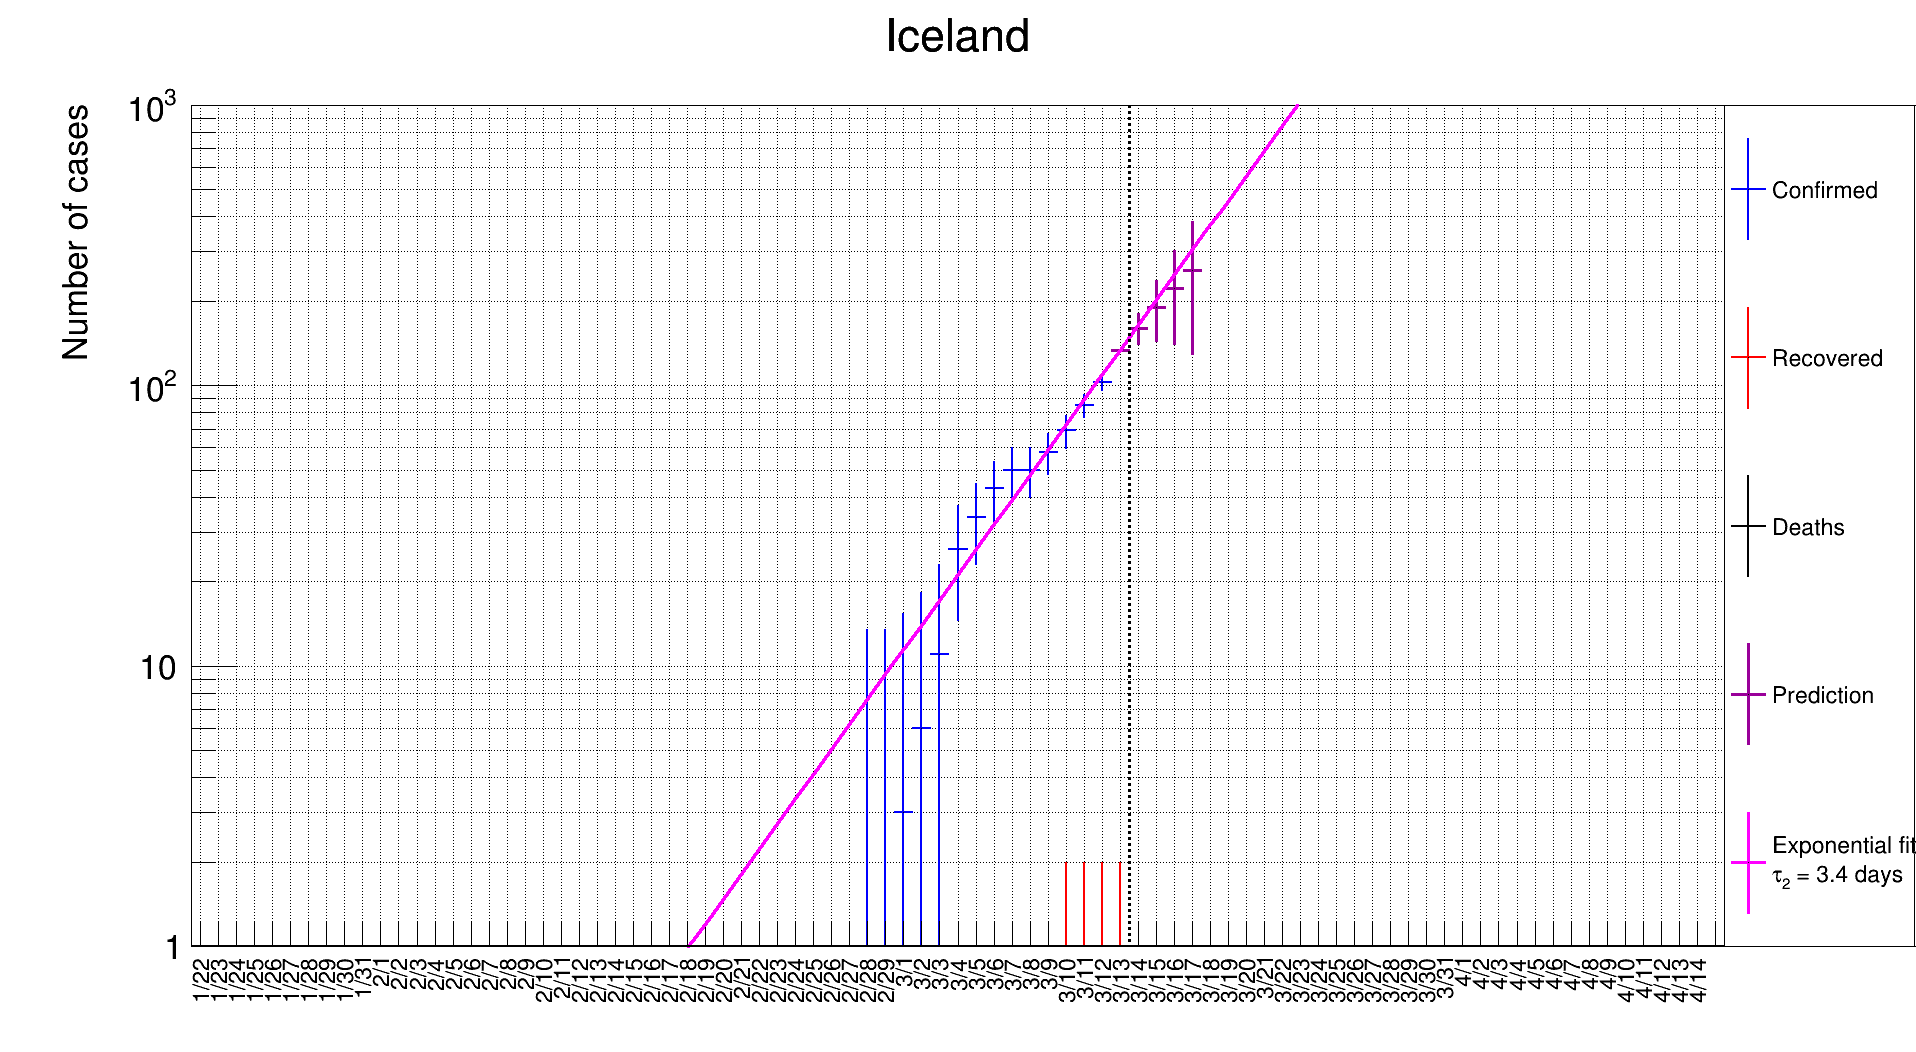 Iceland
Number of cases
10³
10²
10
1
Confirmed
Recovered
Deaths
Prediction
Exponential fit
τ₂ = 3.4 days
1/22 1/23 1/24 1/25 1/26 1/27 1/28 1/29 1/30 1/31 2/1 2/2 2/3 2/4 2/5 2/6 2/7 2/8 2/9 2/10 2/11 2/12 2/13 2/14 2/15 2/16 2/17 2/18 2/19 2/20 2/21 2/22 2/23 2/24 2/25 2/26 2/27 2/28 2/29 3/1 3/2 3/3 3/4 3/5 3/6 3/7 3/8 3/9 3/10 3/11 3/12 3/13 3/14 3/15 3/16 3/17 3/18 3/19 3/20 3/21 3/22 3/23 3/24 3/25 3/26 3/27 3/28 3/29 3/30 3/31 4/1 4/2 4/3 4/4 4/5 4/6 4/7 4/8 4/9 4/10 4/11 4/12 4/13 4/14